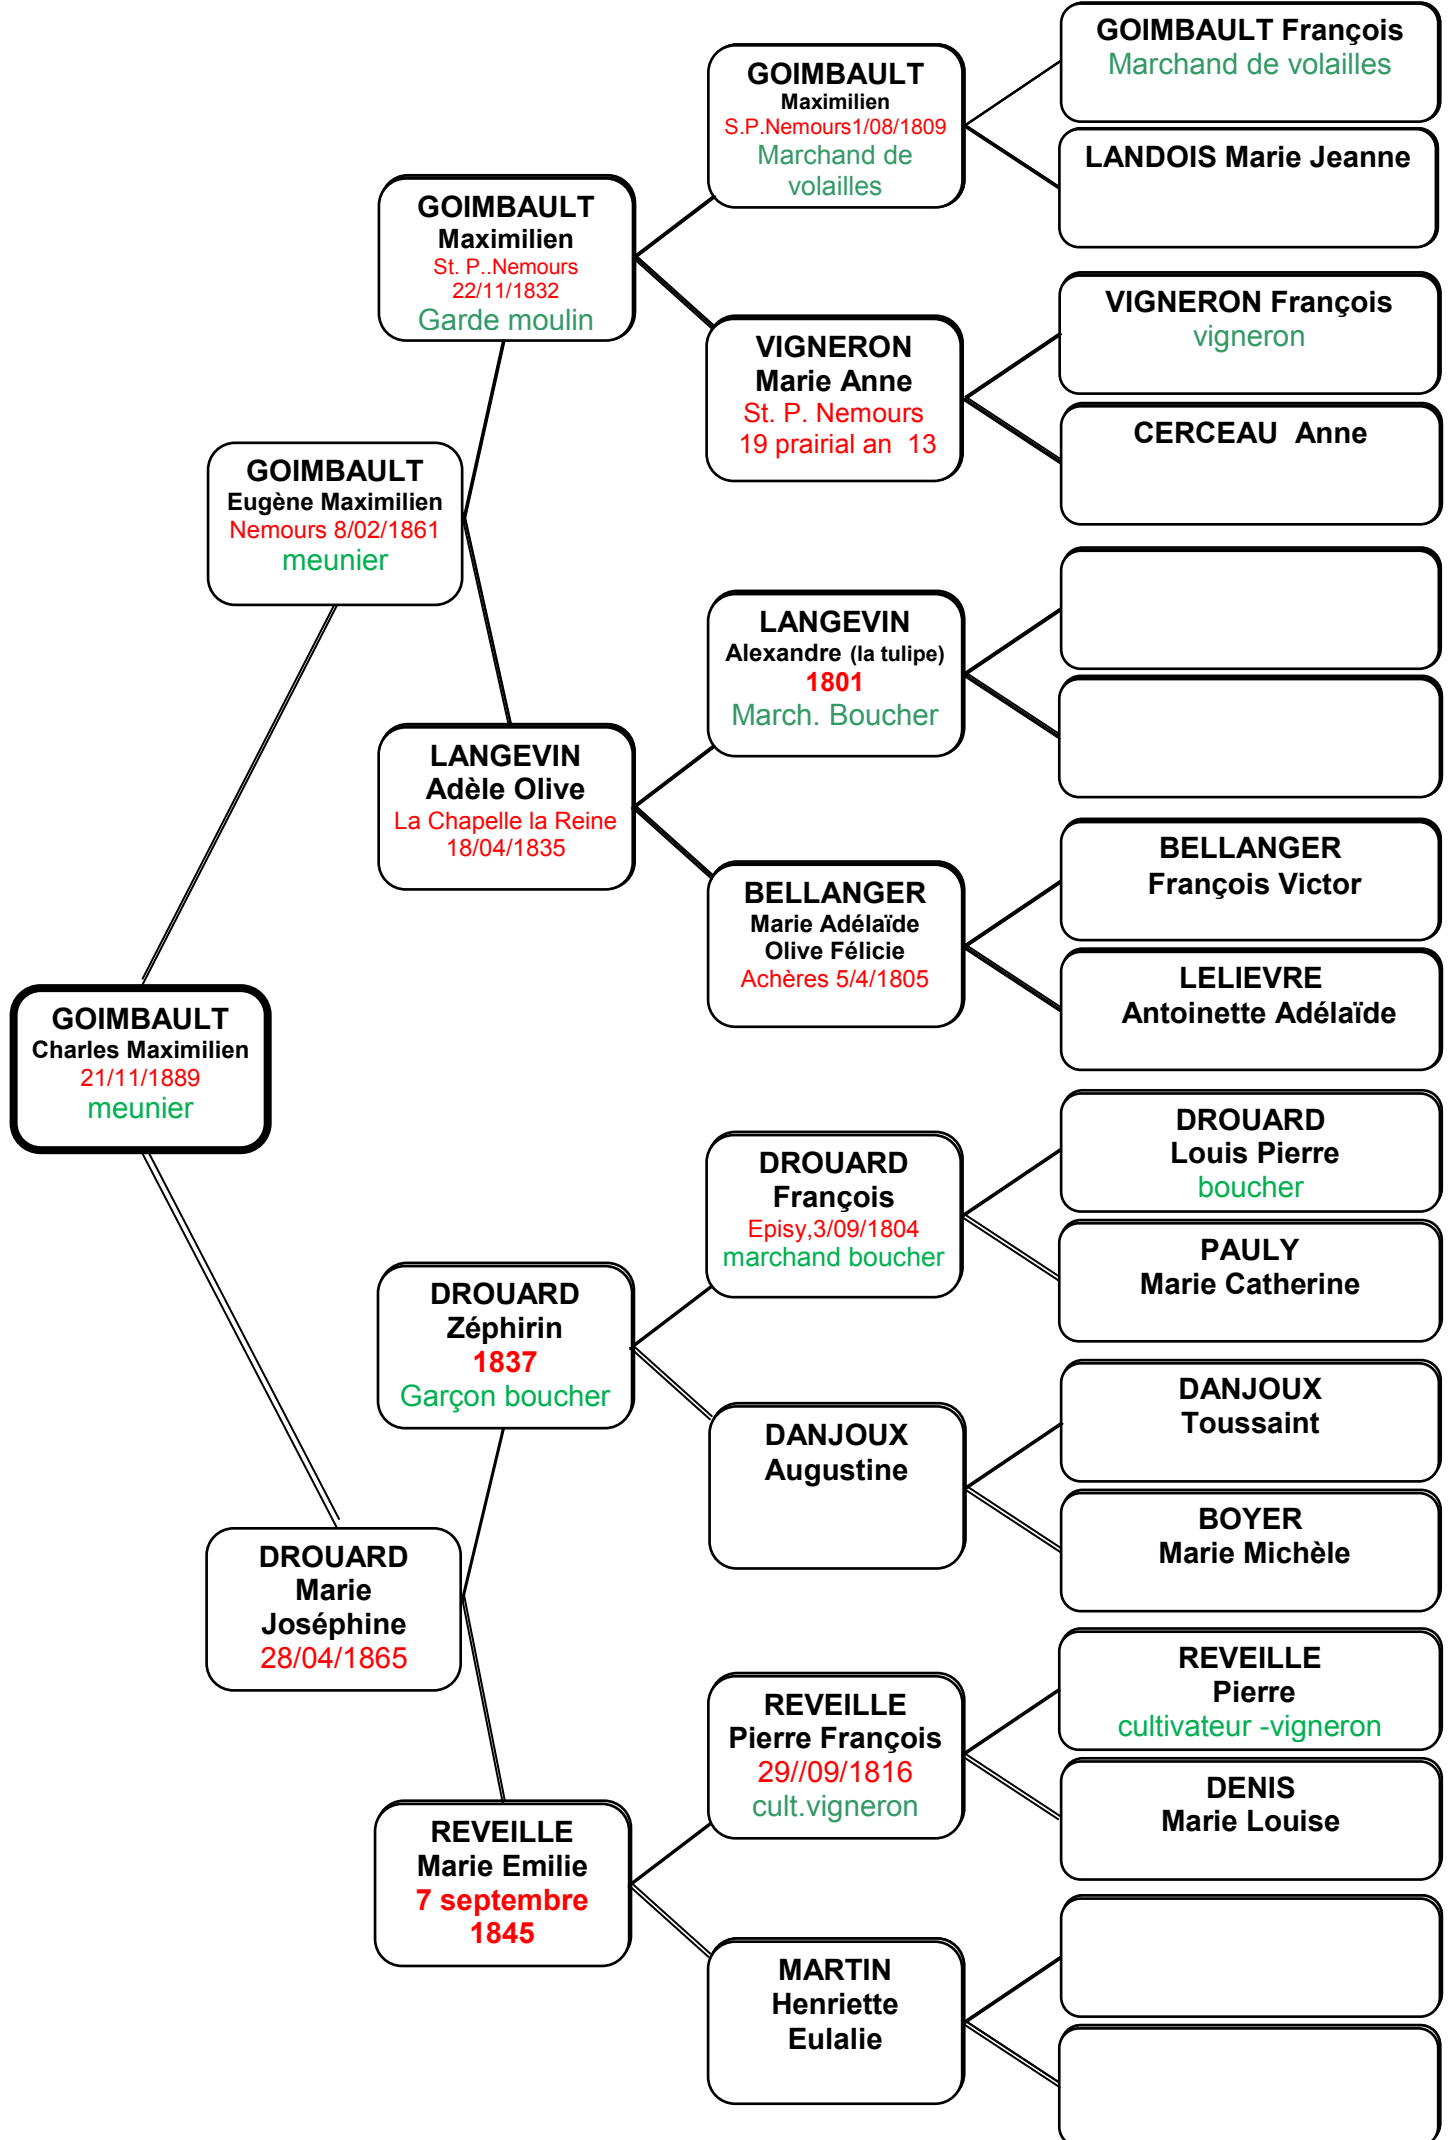 GOIMBAULT François
Marchand de volailles
GOIMBAULT
Maximilien
S.P.Nemours1/08/1809
Marchand de
volailles
LANDOIS Marie Jeanne
GOIMBAULT
Maximilien
St. P..Nemours
22/11/1832
Garde moulin
VIGNERON François
vigneron
VIGNERON
Marie Anne
St. P. Nemours
19 prairial an  13
CERCEAU  Anne
GOIMBAULT
Eugène Maximilien
Nemours 8/02/1861
meunier
LANGEVIN
Alexandre (la tulipe)
1801
March. Boucher
LANGEVIN
Adèle Olive
La Chapelle la Reine
18/04/1835
BELLANGER
François Victor
BELLANGER
Marie Adélaïde
Olive Félicie
Achères 5/4/1805
LELIEVRE
Antoinette Adélaïde
GOIMBAULT
Charles Maximilien
21/11/1889
meunier
DROUARD
Louis Pierre
boucher
DROUARD
François
Episy,3/09/1804
marchand boucher
PAULY
Marie Catherine
DROUARD
Zéphirin
1837
Garçon boucher
DANJOUX
Toussaint
DANJOUX
Augustine
BOYER
Marie Michèle
DROUARD
Marie
Joséphine
28/04/1865
REVEILLE
Pierre
cultivateur -vigneron
REVEILLE
Pierre François
29//09/1816
cult.vigneron
DENIS
Marie Louise
REVEILLE
Marie Emilie
7 septembre
1845
MARTIN
Henriette
Eulalie